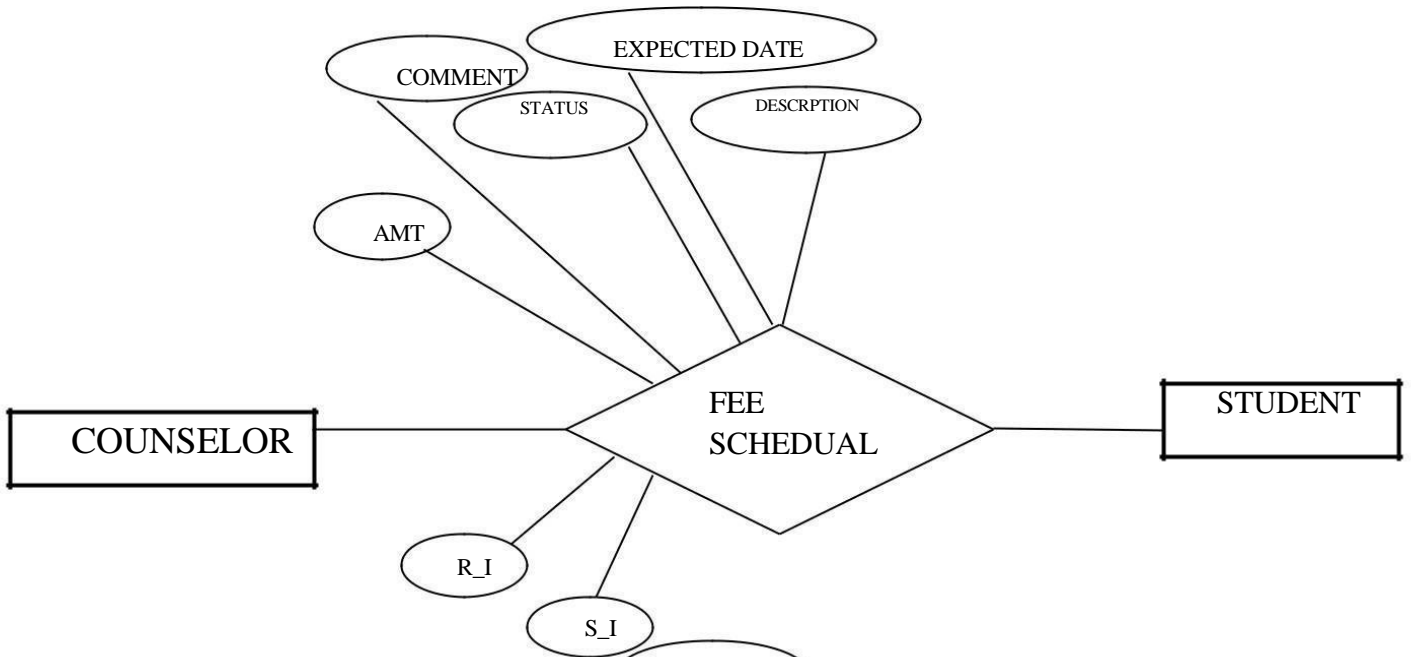 EXPECTED DATE
COMMENT
STATUS
DESCRPTION
AMT
FEE
SCHEDUAL
STUDENT
COUNSELOR
R_I
S_I